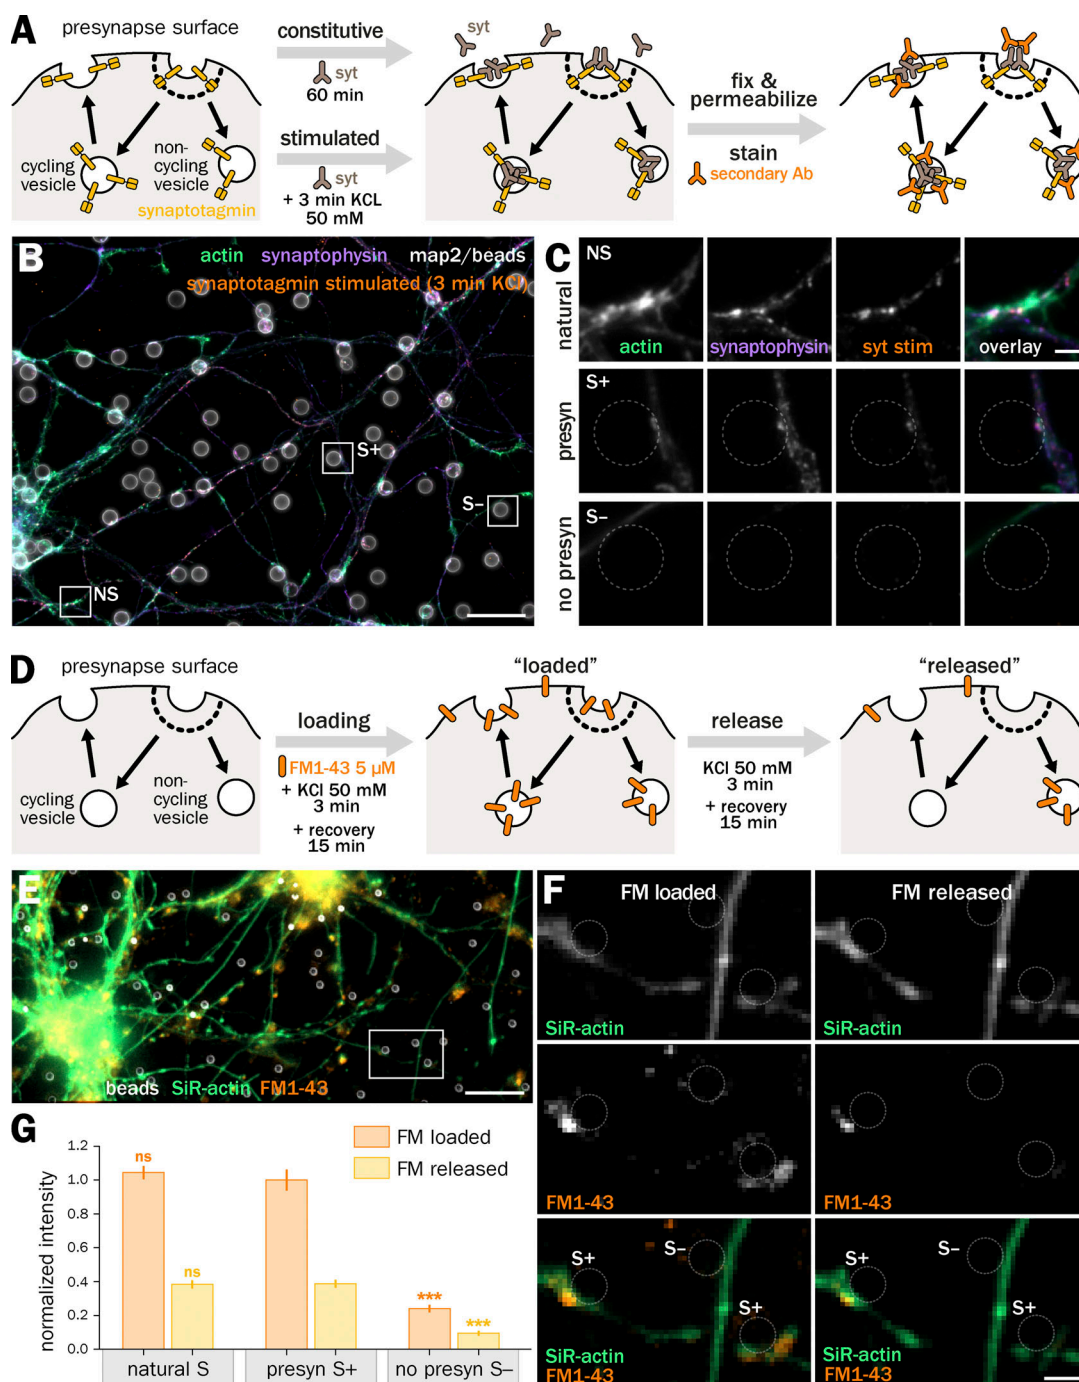 A
presynapse surface
constitutive
syt
60 min
stimulated
syt
+ 3 min KCL
50 mM
cycling
vesicle
non-
cycling
vesicle
synaptotagmin
syt
fix &
permeabilize
stain
secondary Ab
B
actin synaptophysin map2/beads
synaptotagmin stimulated (3 min KCl)
S+
S–
NS
C
natural
NS
actin
synaptophysin
syt stim
overlay
presyn
S+
no presyn
S–
D
presynapse surface
cycling
vesicle
non-
cycling
vesicle
loading
FM1-43 5 µM
+ KCl 50 mM
3 min
+ recovery
15 min
“loaded”
release
KCl 50 mM
3 min
+ recovery
15 min
“released”
E
beads SiR-actin FM1-43
F
FM loaded
FM released
SiR-actin
SiR-actin
FM1-43
FM1-43
S+
S–
S+
SiR-actin
FM1-43
S+
S–
S+
SiR-actin
FM1-43
G
FM loaded
FM released
normalized intensity
1.2
1.0
0.8
0.6
0.4
0.2
0.0
ns
ns
***
***
natural S
presyn S+
no presyn S–